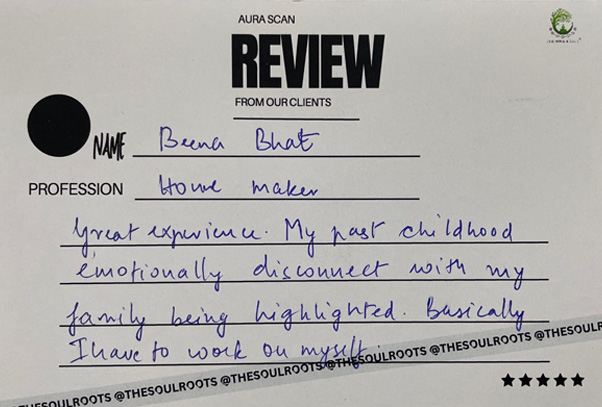 AURA SCAN
REVIEW
FROM OUR CLIENTS
NAME Beena Bhat
PROFESSION Home maker
Great experience. My past childhood
emotionally disconnect with my
family being highlighted. Basically
I have to work on myself.
@THESOULROOTS @THESOULROOTS @THESOULROOTS @THESOULROOTS @THESOULROOTS @THESOULR